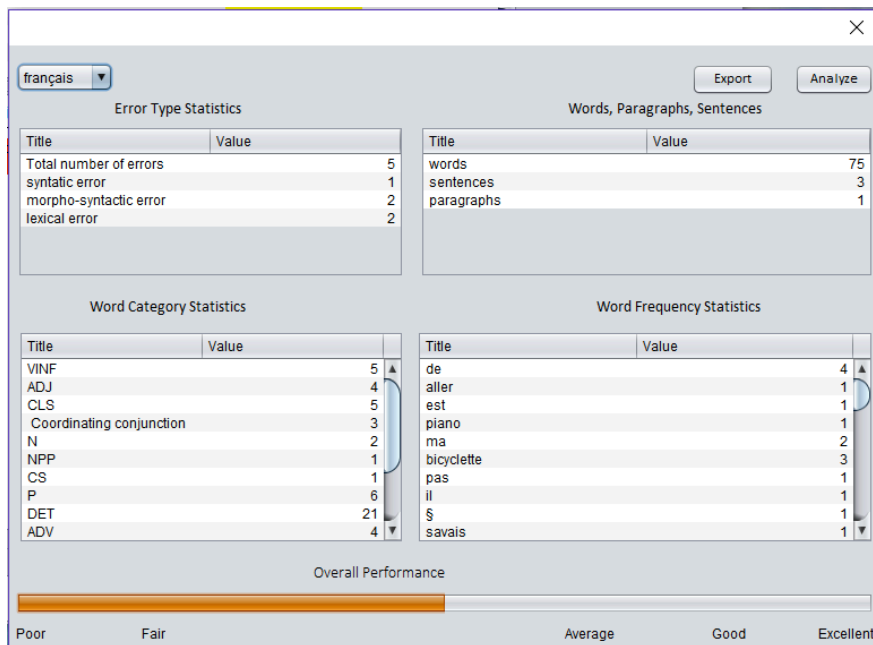 français
Export
Analyze
Error Type Statistics
Words, Paragraphs, Sentences
Title Value
Total number of errors 5
syntatic error 1
morpho-syntactic error 2
lexical error 2
Title Value
words 75
sentences 3
paragraphs 1
Word Category Statistics
Word Frequency Statistics
Title Value
VINF 5
ADJ 4
CLS 5
Coordinating conjunction 3
N 2
NPP 1
CS 1
P 6
DET 21
ADV 4
Title Value
de 4
aller 1
est 1
piano 1
ma 2
bicyclette 3
pas 1
il 1
§ 1
savais 1
Overall Performance
Poor Fair Average Good Excellent